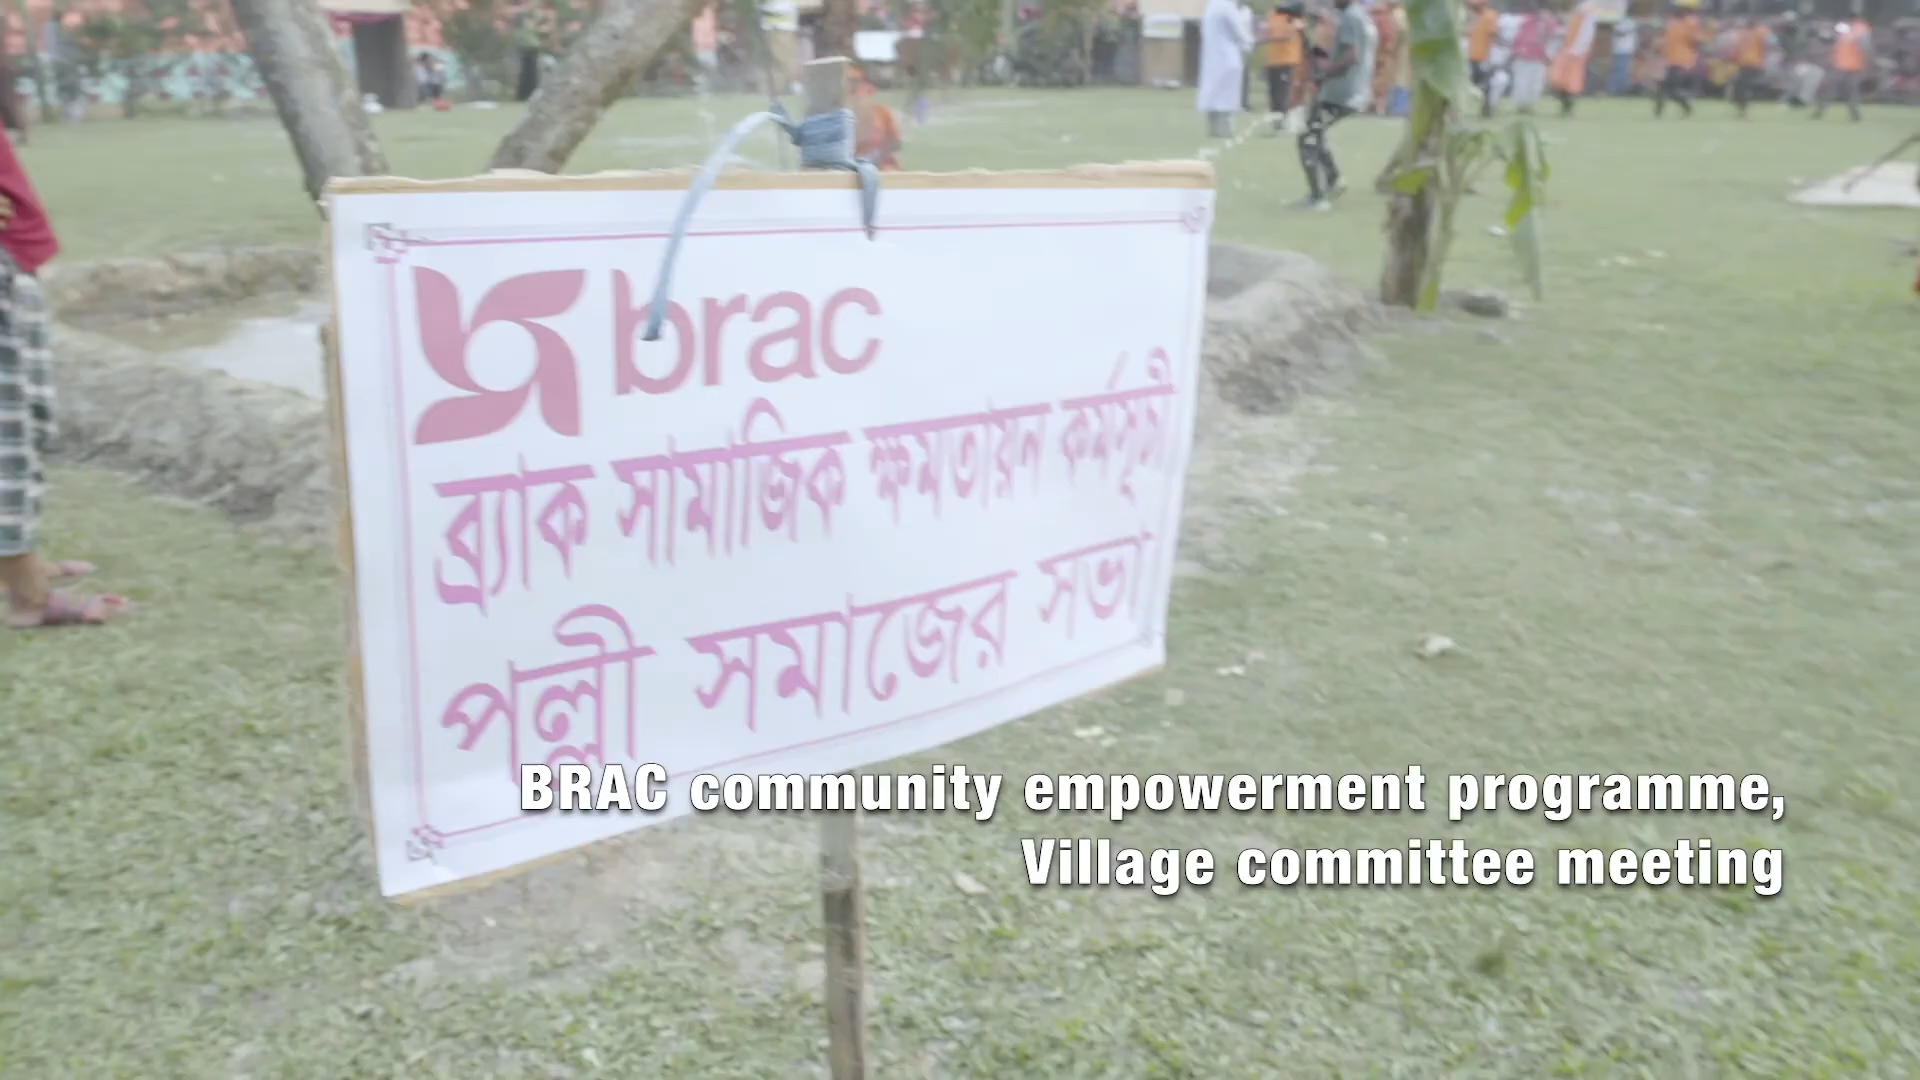 brac
ব্র্যাক সামাজিক ক্ষমতায়ন কর্মসূচী
পল্লী সমাজের সভা
BRAC community empowerment programme,
Village committee meeting